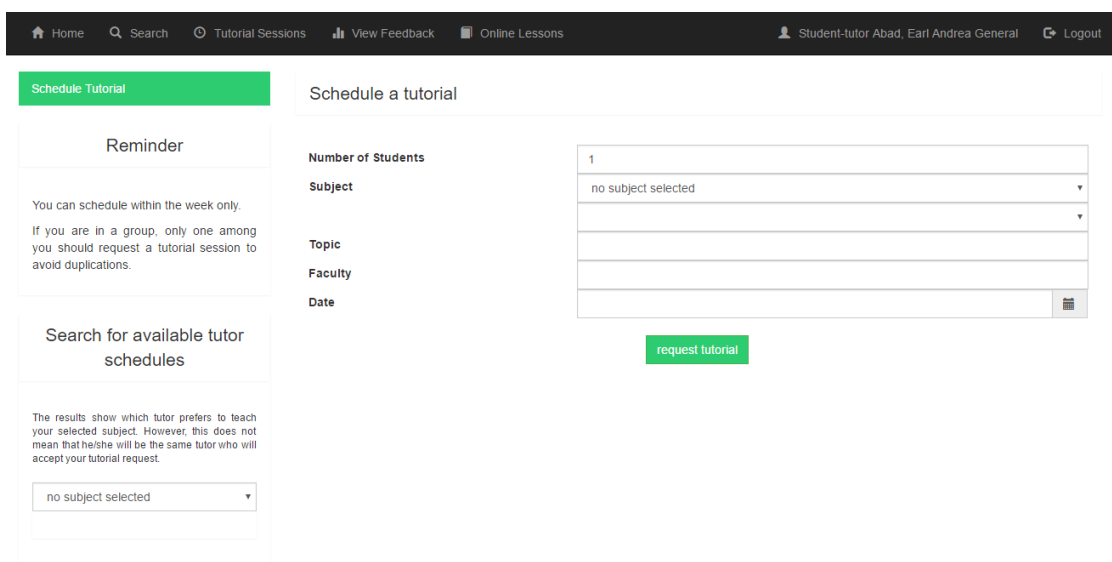 Home Search Tutorial Sessions View Feedback Online Lessons Student-tutor Abad, Earl Andrea General Logout
Schedule Tutorial
Reminder
You can schedule within the week only.
If you are in a group, only one among
you should request a tutorial session to
avoid duplications.
Search for available tutor
schedules
The results show which tutor prefers to teach
your selected subject. However, this does not
mean that he/she will be the same tutor who will
accept your tutorial request.
no subject selected
Schedule a tutorial
Number of Students 1
Subject no subject selected
Topic
Faculty
Date
request tutorial